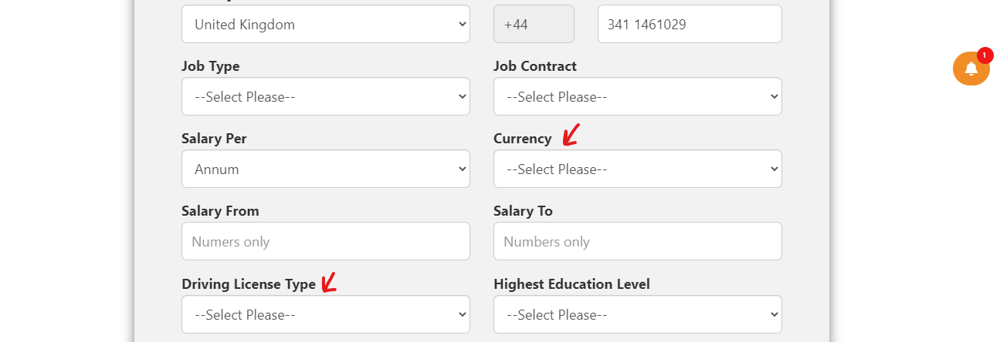 United Kingdom +44 341 1461029
1
Job Type Job Contract
--Select Please-- --Select Please--
Salary Per Currency
Annum --Select Please--
Salary From Salary To
Numers only Numbers only
Driving License Type Highest Education Level
--Select Please-- --Select Please--